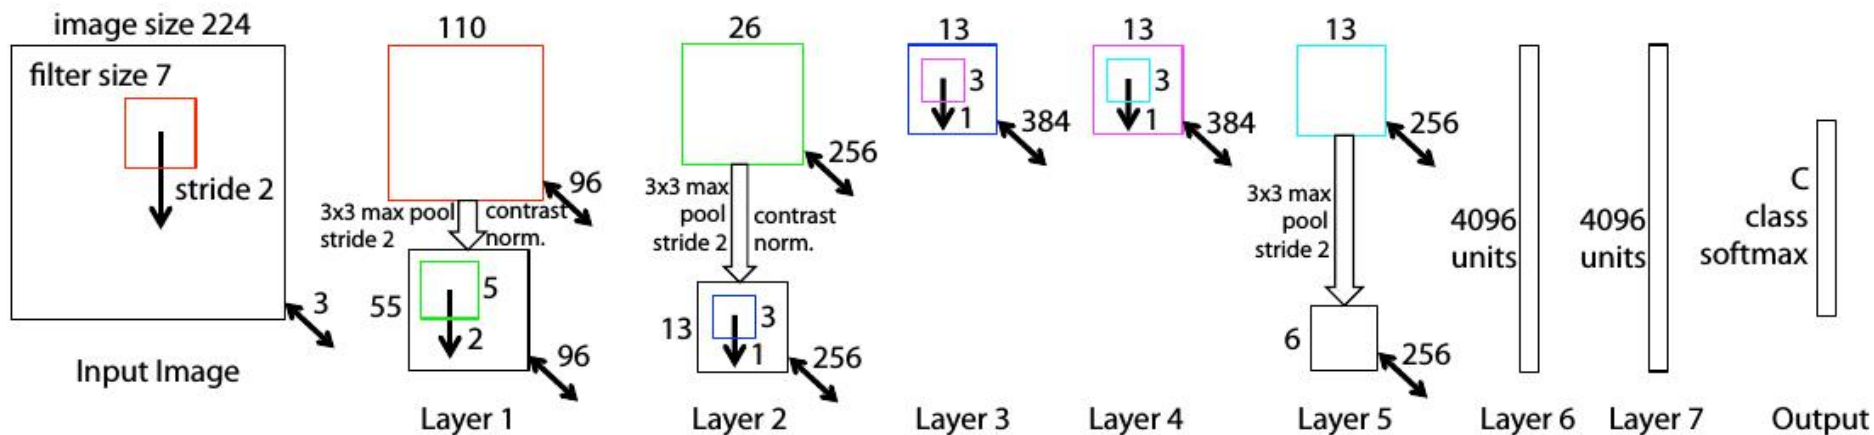 image size 224
filter size 7
stride 2
3
Input Image
110
96
3x3 max pool
stride 2
contrast
norm.
55
5
2
96
Layer 1
26
256
3x3 max
pool
stride 2
contrast
norm.
13
3
1
256
Layer 2
13
3
1
384
Layer 3
13
3
1
384
Layer 4
13
256
3x3 max
pool
stride 2
6
256
Layer 5
4096
units
Layer 6
4096
units
Layer 7
C
class
softmax
Output